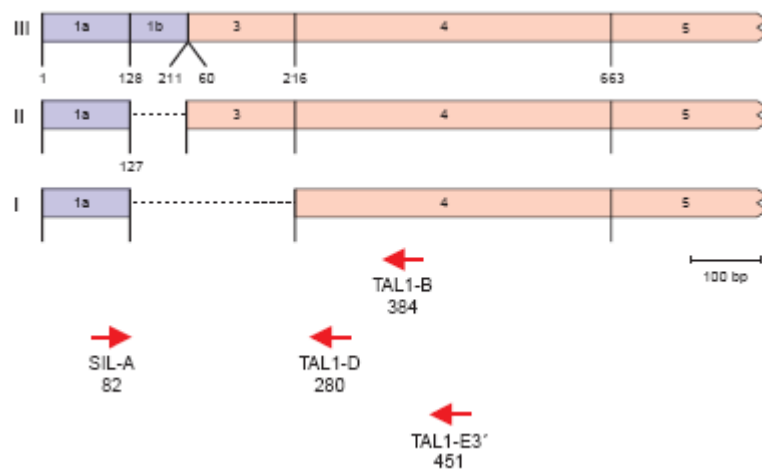 III 1a 1b 3 4 5
1 128 211 60 216 663
II 1a 3 4 5
127
I 1a 4 5
100 bp
TAL1-B
384
SIL-A
82
TAL1-D
280
TAL1-E3´
451